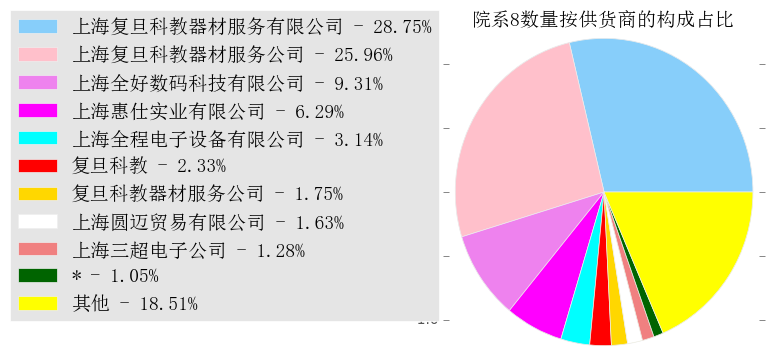 院系8数量按供货商的构成占比
上海复旦科教器材服务有限公司 - 28.75%
上海复旦科教器材服务公司 - 25.96%
上海全好数码科技有限公司 - 9.31%
上海惠仕实业有限公司 - 6.29%
上海全程电子设备有限公司 - 3.14%
复旦科教 - 2.33%
复旦科教器材服务公司 - 1.75%
上海圆迈贸易有限公司 - 1.63%
上海三超电子公司 - 1.28%
* - 1.05%
其他 - 18.51%